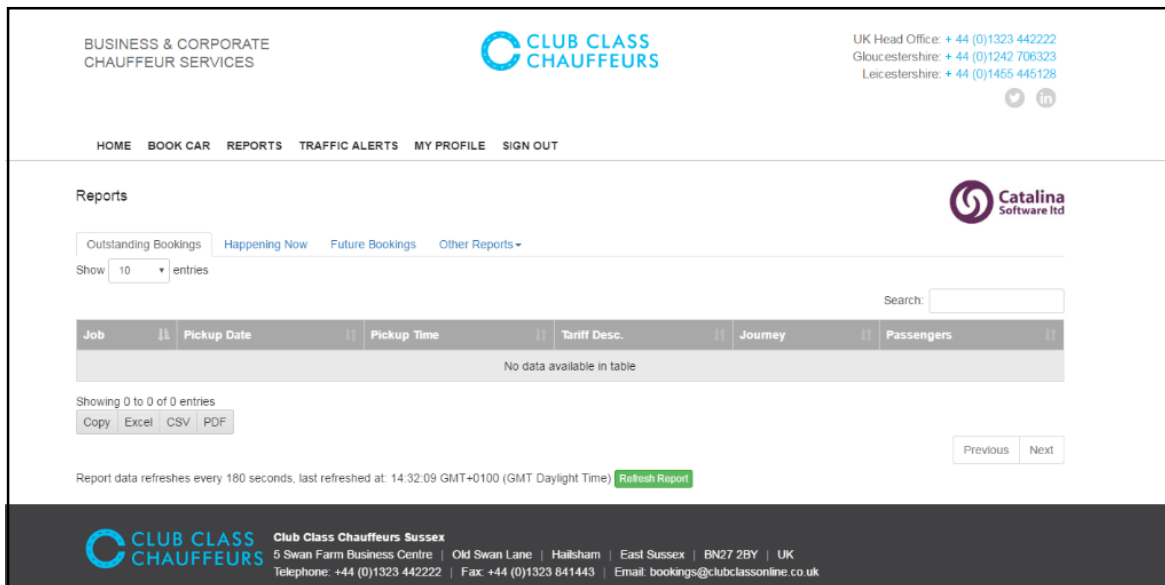 BUSINESS & CORPORATE
CHAUFFEUR SERVICES
CLUB CLASS
CHAUFFEURS
UK Head Office: + 44 (0)1323 442222
Gloucestershire: + 44 (0)1242 706323
Leicestershire: + 44 (0)1455 445128
in
HOME BOOK CAR REPORTS TRAFFIC ALERTS MY PROFILE SIGN OUT
Reports
Catalina
Software ltd
Outstanding Bookings Happening Now Future Bookings Other Reports
Show 10 entries
Search:
Job Pickup Date Pickup Time Tariff Desc. Journey Passengers
No data available in table
Showing 0 to 0 of 0 entries
Copy Excel CSV PDF
Previous Next
Report data refreshes every 180 seconds, last refreshed at: 14:32:09 GMT+0100 (GMT Daylight Time) Refresh Report
CLUB CLASS
CHAUFFEURS
Club Class Chauffeurs Sussex
5 Swan Farm Business Centre | Old Swan Lane | Hailsham | East Sussex | BN27 2BY | UK
Telephone: +44 (0)1323 442222 | Fax: +44 (0)1323 841443 | Email: bookings@clubclassonline.co.uk